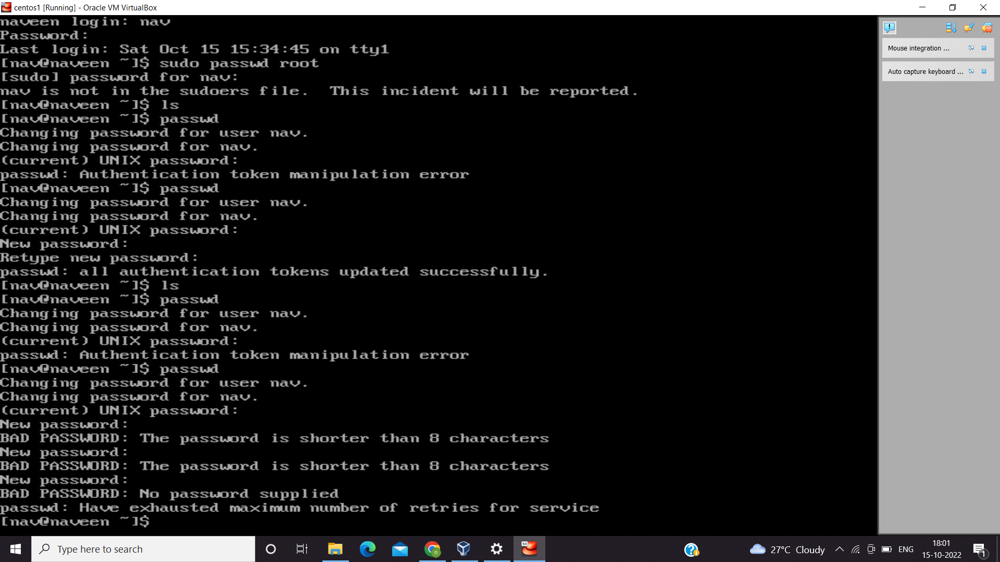 centos1 [Running] - Oracle VM VirtualBox
naveen login: nav
Password:
Last login: Sat Oct 15 15:34:45 on tty1
[nav@naveen ~]$ sudo passwd root
[sudo] password for nav:
nav is not in the sudoers file.  This incident will be reported.
[nav@naveen ~]$ ls
[nav@naveen ~]$ passwd
Changing password for user nav.
Changing password for nav.
(current) UNIX password:
passwd: Authentication token manipulation error
[nav@naveen ~]$ passwd
Changing password for user nav.
Changing password for nav.
(current) UNIX password:
New password:
Retype new password:
passwd: all authentication tokens updated successfully.
[nav@naveen ~]$ ls
[nav@naveen ~]$ passwd
Changing password for user nav.
Changing password for nav.
(current) UNIX password:
passwd: Authentication token manipulation error
[nav@naveen ~]$ passwd
Changing password for user nav.
Changing password for nav.
(current) UNIX password:
New password:
BAD PASSWORD: The password is shorter than 8 characters
New password:
BAD PASSWORD: The password is shorter than 8 characters
New password:
BAD PASSWORD: No password supplied
passwd: Have exhausted maximum number of retries for service
[nav@naveen ~]$
Mouse integration ...
Auto capture keyboard ...
Type here to search
n
64
27°C Cloudy
ENG
18:01
15-10-2022
1